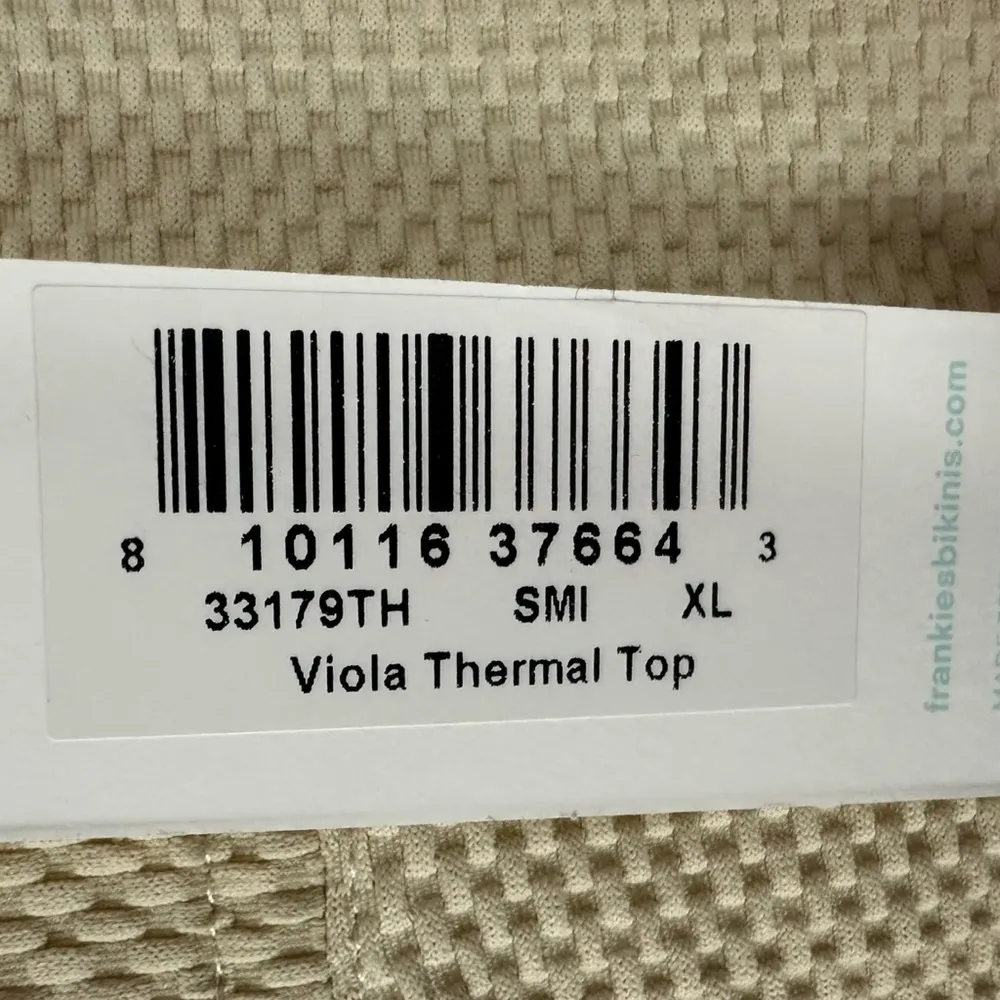 8 10116 37664 3
33179TH SMI XL
Viola Thermal Top
frankiesbikinis.com